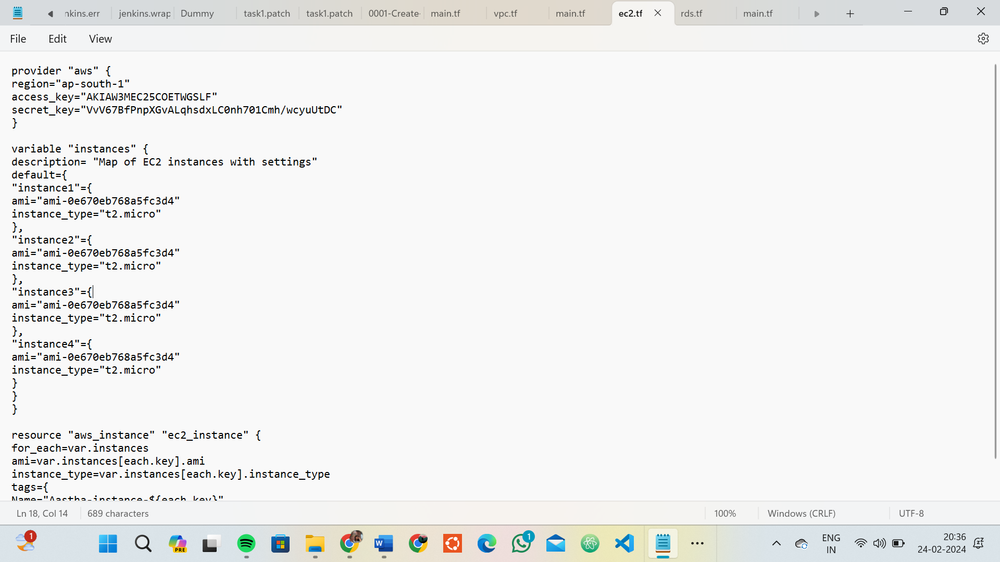 nkins.err
jenkins.wrap
Dummy
task1.patch
task1.patch
0001-Create-
main.tf
vpc.tf
main.tf
ec2.tf
rds.tf
main.tf
File
Edit
View
provider "aws" {
region="ap-south-1"
access_key="AKIAW3MEC25COETWGSLF"
secret_key="VvV67BfPnpXGvALqhsdxLC0nh701Cmh/wcyuUtDC"
}
variable "instances" {
description= "Map of EC2 instances with settings"
default={
"instance1"={
ami="ami-0e670eb768a5fc3d4"
instance_type="t2.micro"
},
"instance2"={
ami="ami-0e670eb768a5fc3d4"
instance_type="t2.micro"
},
"instance3"={
ami="ami-0e670eb768a5fc3d4"
instance_type="t2.micro"
},
"instance4"={
ami="ami-0e670eb768a5fc3d4"
instance_type="t2.micro"
}
}
}
resource "aws_instance" "ec2_instance" {
for_each=var.instances
ami=var.instances[each.key].ami
instance_type=var.instances[each.key].instance_type
tags={
Name="Aastha-instance-${each.key}"
Ln 18, Col 14
689 characters
100%
Windows (CRLF)
UTF-8
1
PRE
W
1
ENG
IN
20:36
24-02-2024